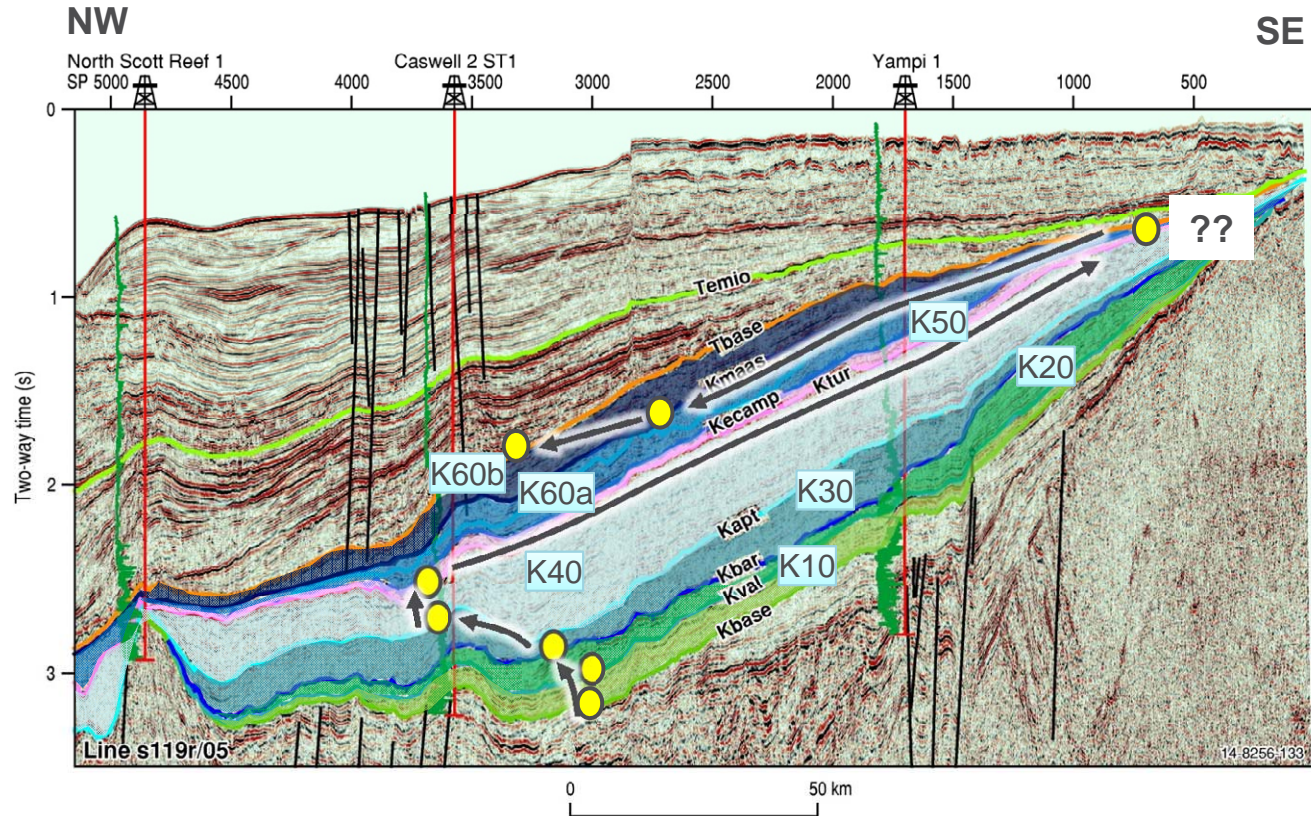 NW
SE
North Scott Reef 1
Caswell 2 ST1
Yampi 1
SP 5000
4500
4000
3500
3000
2500
2000
1500
1000
500
0
??
1
Temio
K50
Tbase
Kmaas
K20
Ktur
Kecamp
Two-way time (s)
K60b
K60a
K30
2
Kapt
K40
Kbar
K10
Kval
Kbase
3
Line s119r/05
14-8256-133
0
50 km